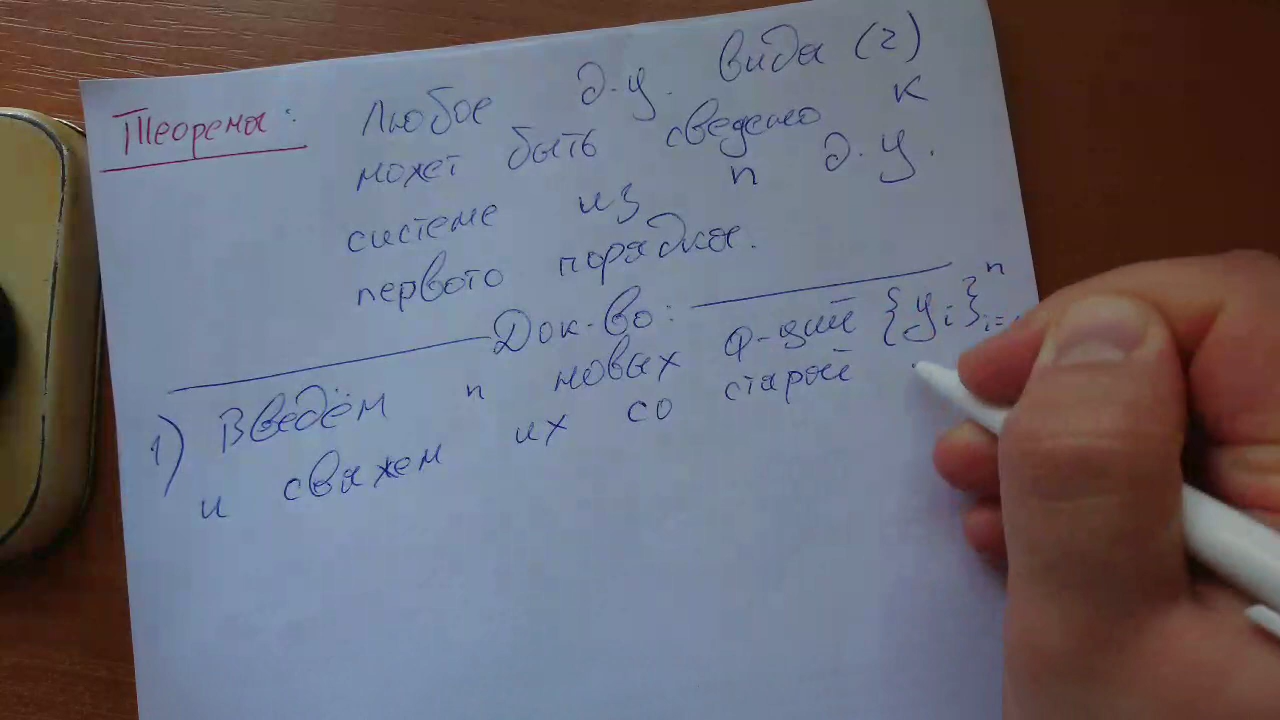 Теорема: Любое д.у. вида (2)
может быть сведено к
системе из n д.у.
первого порядка.
Док-во:
1) Введём n новых ф-ций {yᵢ}ⁿᵢ₌
и свяжем их со старой